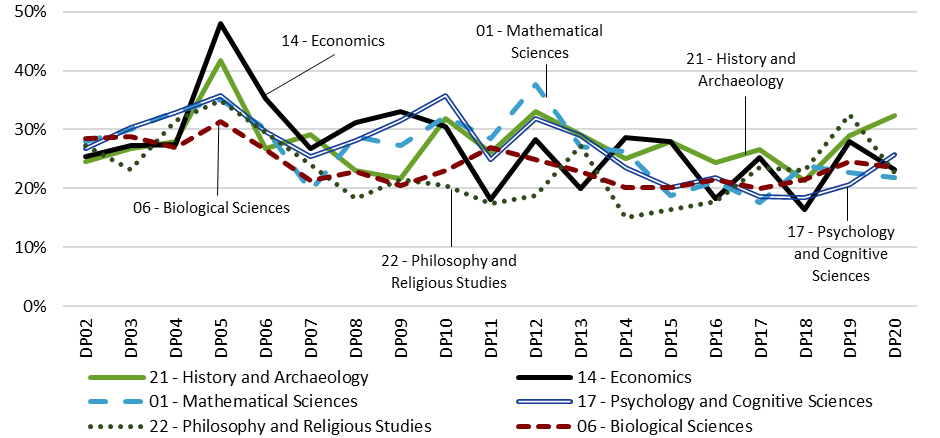 50%
40%
30%
20%
10%
0%
14 - Economics
01 - Mathematical
Sciences
21 - History and
Archaeology
06 - Biological Sciences
22 - Philosophy and
Religious Studies
17 - Psychology
and Cognitive
Sciences
DP02
DP03
DP04
DP05
DP06
DP07
DP08
DP09
DP10
DP11
DP12
DP13
DP14
DP15
DP16
DP17
DP18
DP19
DP20
21 - History and Archaeology
14 - Economics
01 - Mathematical Sciences
17 - Psychology and Cognitive Sciences
22 - Philosophy and Religious Studies
06 - Biological Sciences